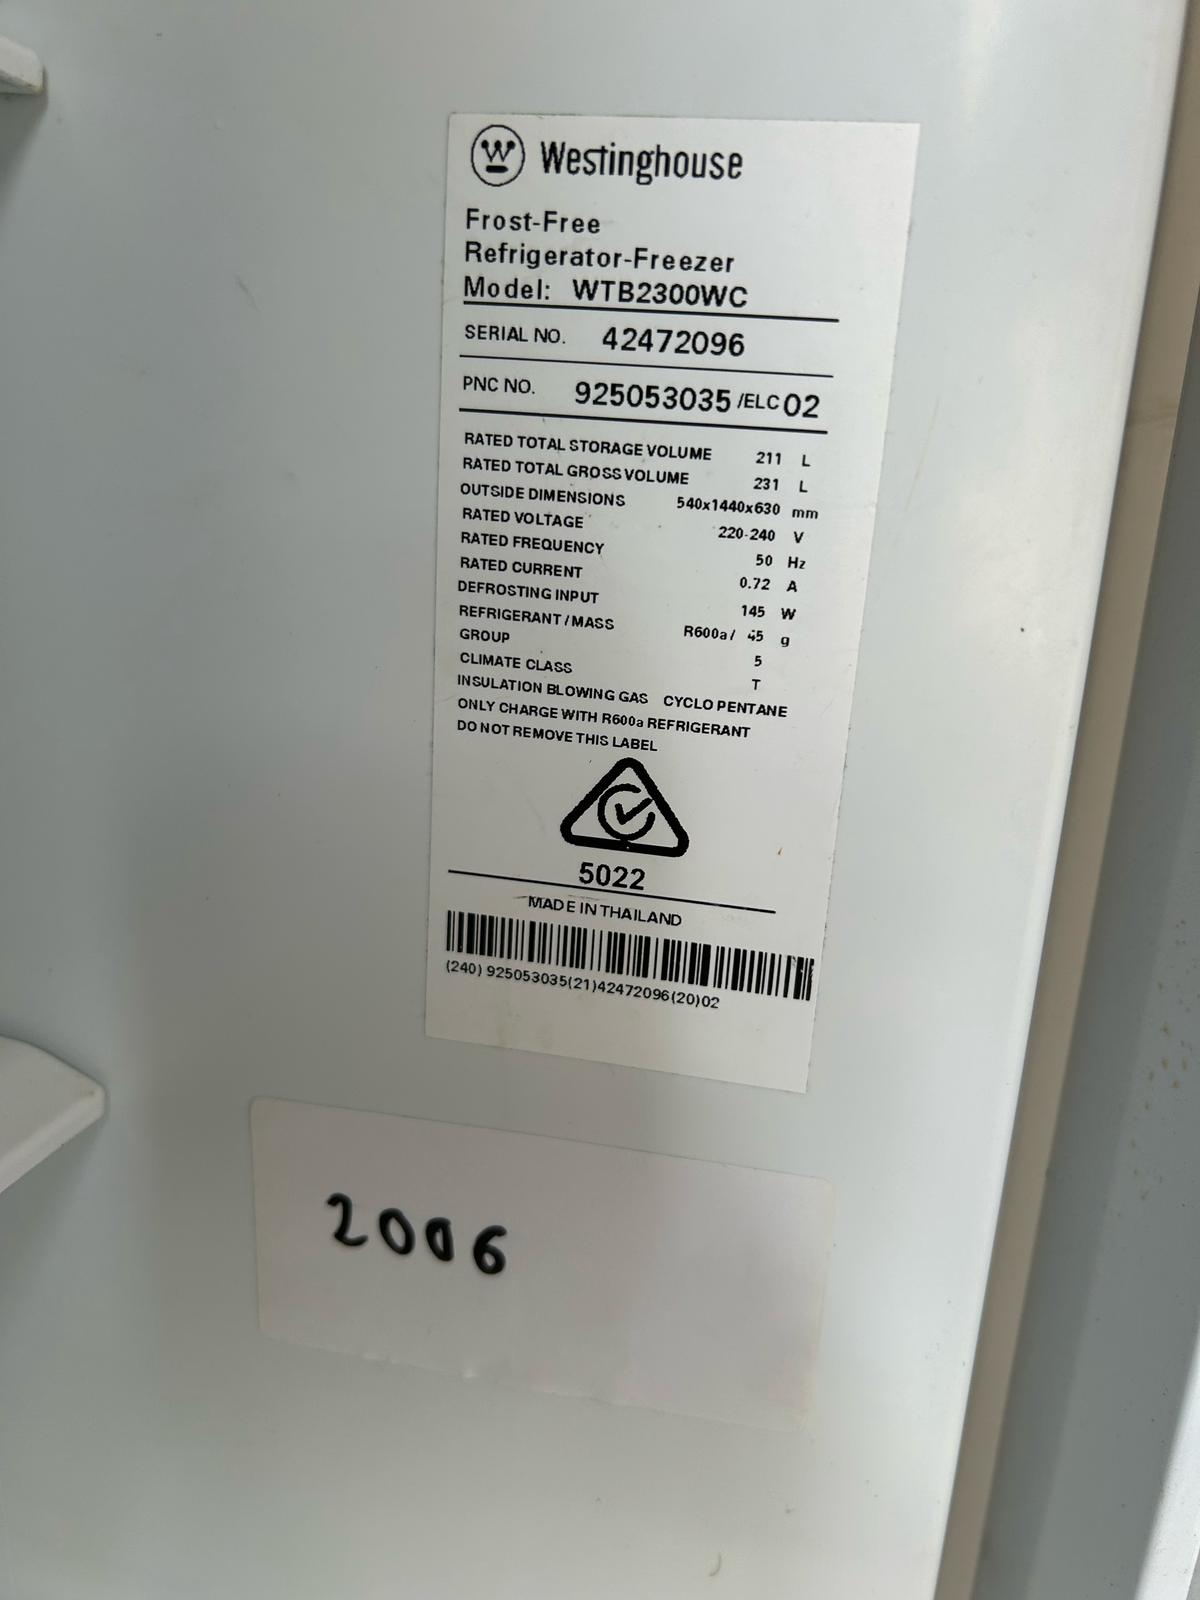 Westinghouse
Frost-Free
Refrigerator-Freezer
Model: WTB2300WC
SERIAL NO. 42472096
PNC NO. 925053035 /ELC 02
RATED TOTAL STORAGE VOLUME 211 L
RATED TOTAL GROSS VOLUME 231 L
OUTSIDE DIMENSIONS 540x1440x630 mm
RATED VOLTAGE 220-240 V
RATED FREQUENCY 50 Hz
RATED CURRENT 0.72 A
DEFROSTING INPUT 145 W
REFRIGERANT / MASS R600a / 45 g
GROUP 5
CLIMATE CLASS T
INSULATION BLOWING GAS CYCLO PENTANE
ONLY CHARGE WITH R600a REFRIGERANT
DO NOT REMOVE THIS LABEL
5022
MADE IN THAILAND
(240) 925053035(21)42472096(20)02
2006